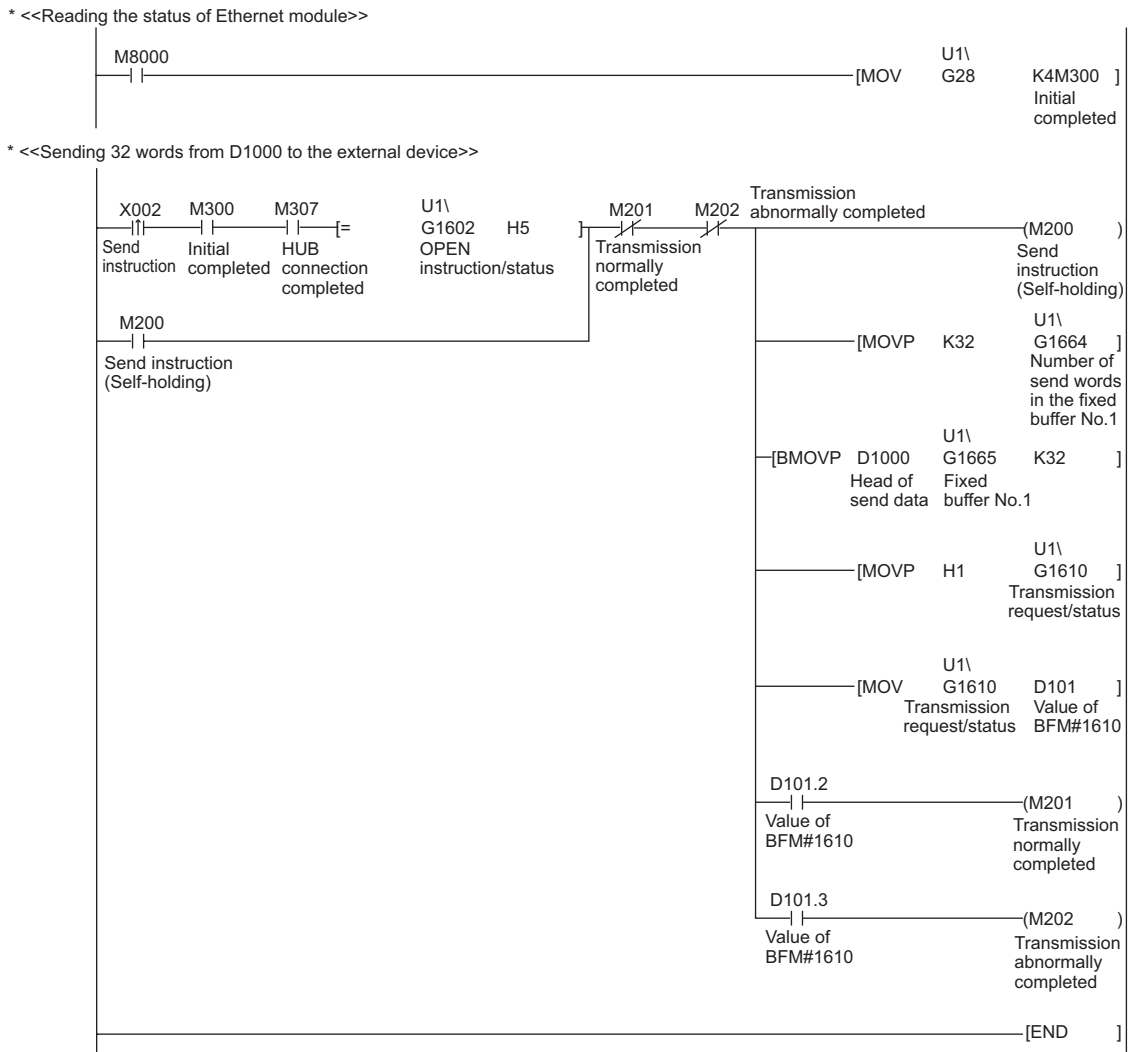 * <<Reading the status of Ethernet module>>
M8000
U1\
[MOV G28 K4M300 ]
Initial
completed
* <<Sending 32 words from D1000 to the external device>>
X002 M300 M307 [= U1\ G1602 H5 ] M201 M202
Transmission
abnormally completed
(M200 )
Send
instruction
Initial
completed
HUB
connection
completed
OPEN
instruction/status
Transmission
normally
completed
Send
instruction
(Self-holding)
M200
Send instruction
(Self-holding)
U1\
[MOVP K32 G1664 ]
Number of
send words
in the fixed
buffer No.1
U1\
[BMOVP D1000 G1665 K32 ]
Head of
send data
Fixed
buffer No.1
U1\
[MOVP H1 G1610 ]
Transmission
request/status
U1\
[MOV G1610 D101 ]
Transmission
request/status
Value of
BFM#1610
D101.2
(M201 )
Value of
BFM#1610
Transmission
normally
completed
D101.3
(M202 )
Value of
BFM#1610
Transmission
abnormally
completed
[END ]